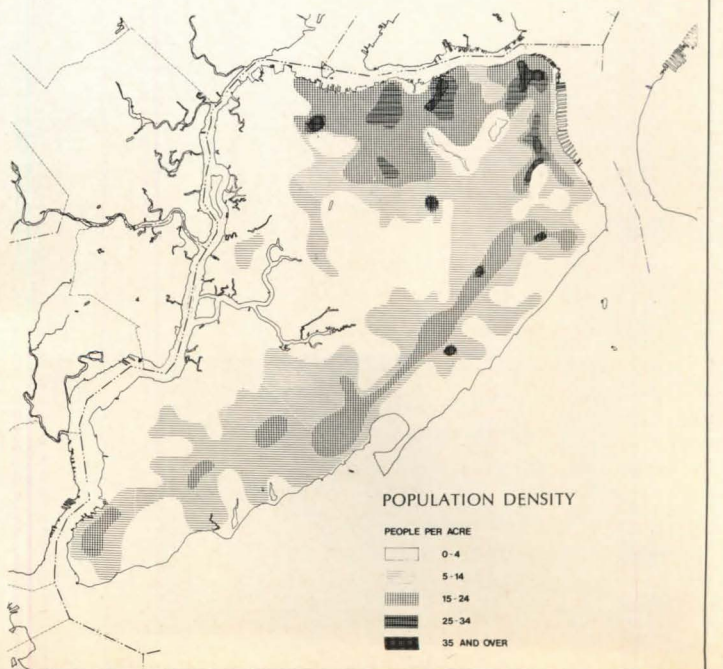 POPULATION DENSITY
PEOPLE PER ACRE
0-4
5-14
15-24
25-34
35 AND OVER